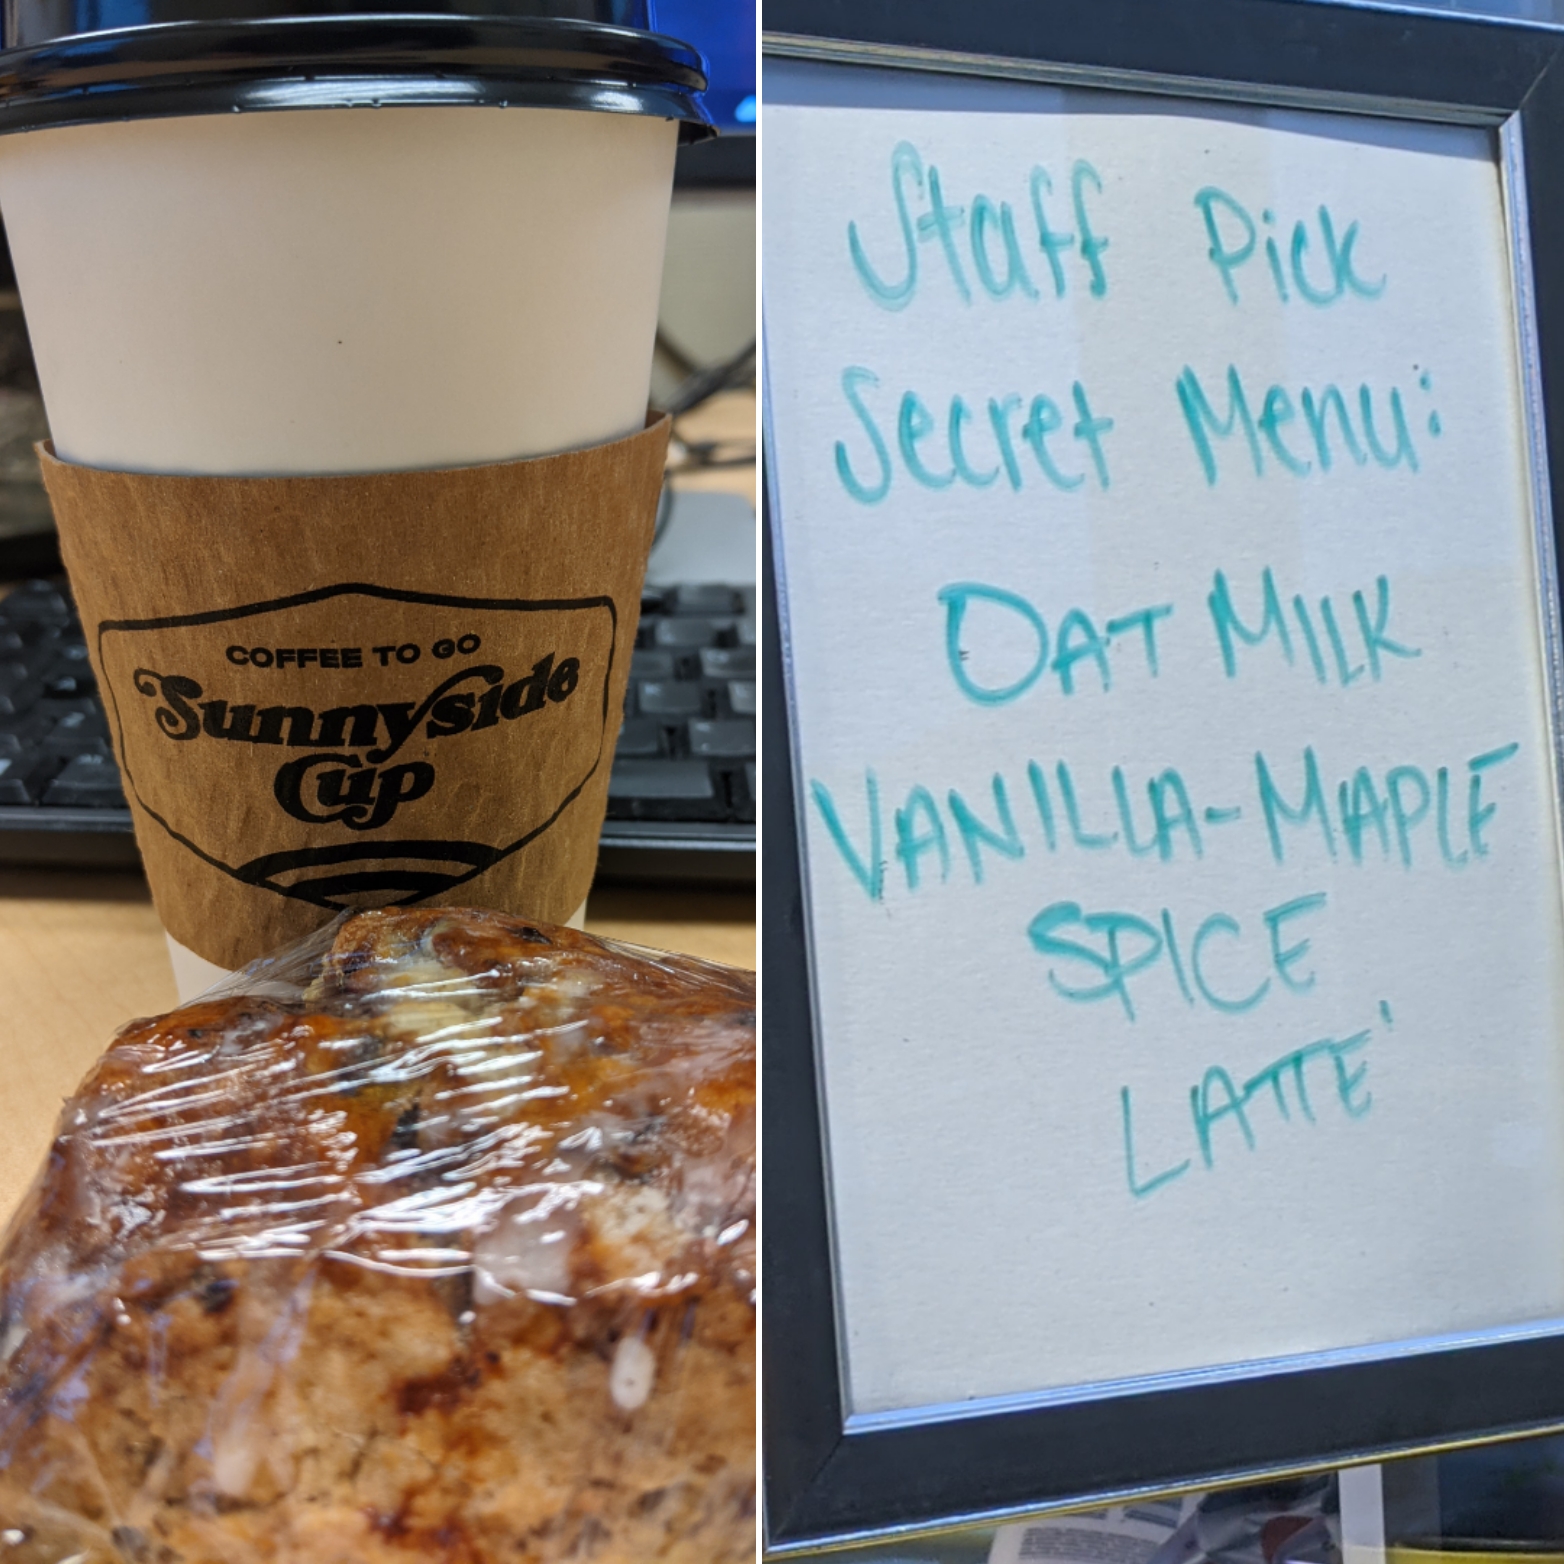 COFFEE TO GO
Sunnyside
Cup
Staff Pick
Secret Menu:
OAT MILK
VANILLA-MAPLE
SPICE
LATTE'